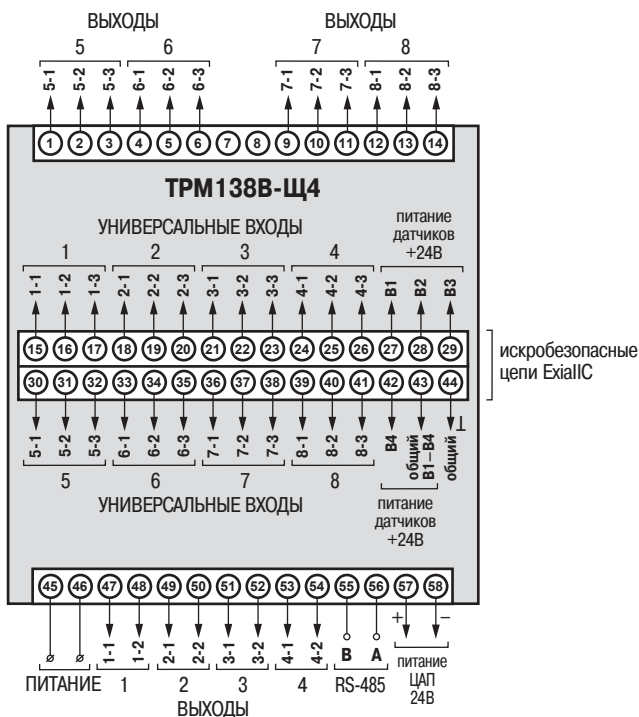 ВЫХОДЫ ВЫХОДЫ
5 6 7 8
5-1 5-2 5-3 6-1 6-2 6-3 7-1 7-2 7-3 8-1 8-2 8-3
1 2 3 4 5 6 7 8 9 10 11 12 13 14
ТРМ138В-Щ4
УНИВЕРСАЛЬНЫЕ ВХОДЫ
питание
датчиков
+24В
1 2 3 4
1-1 1-2 1-3 2-1 2-2 2-3 3-1 3-2 3-3 4-1 4-2 4-3 В1 В2 В3
15 16 17 18 19 20 21 22 23 24 25 26 27 28 29
30 31 32 33 34 35 36 37 38 39 40 41 42 43 44
искробезопасные
цепи ExiaIIC
5-1 5-2 5-3 6-1 6-2 6-3 7-1 7-2 7-3 8-1 8-2 8-3 В4 общий В1–В4 общий ⊥
5 6 7 8
УНИВЕРСАЛЬНЫЕ ВХОДЫ
питание
датчиков
+24В
45 46 47 48 49 50 51 52 53 54 55 56 57 58
+ –
1-1 1-2 2-1 2-2 3-1 3-2 4-1 4-2 B A
ПИТАНИЕ 1 2 3 4 RS-485
питание
ЦАП
24В
ВЫХОДЫ